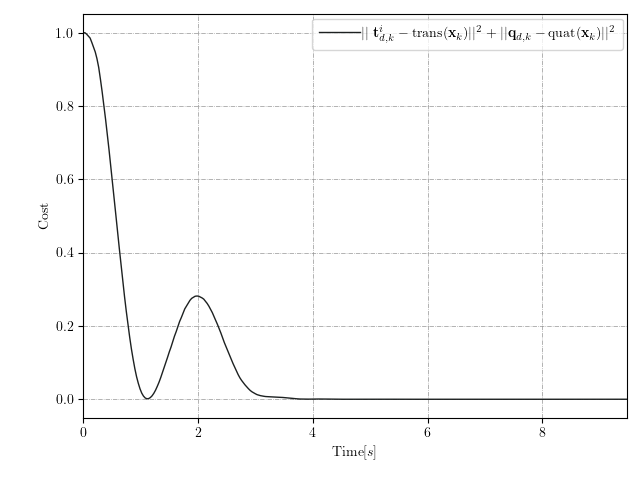 || t^i_{d,k} − trans(x_k)||² + ||q_{d,k} − quat(x_k)||²
1.0
0.8
0.6
0.4
0.2
0.0
Cost
0 2 4 6 8
Time[s]